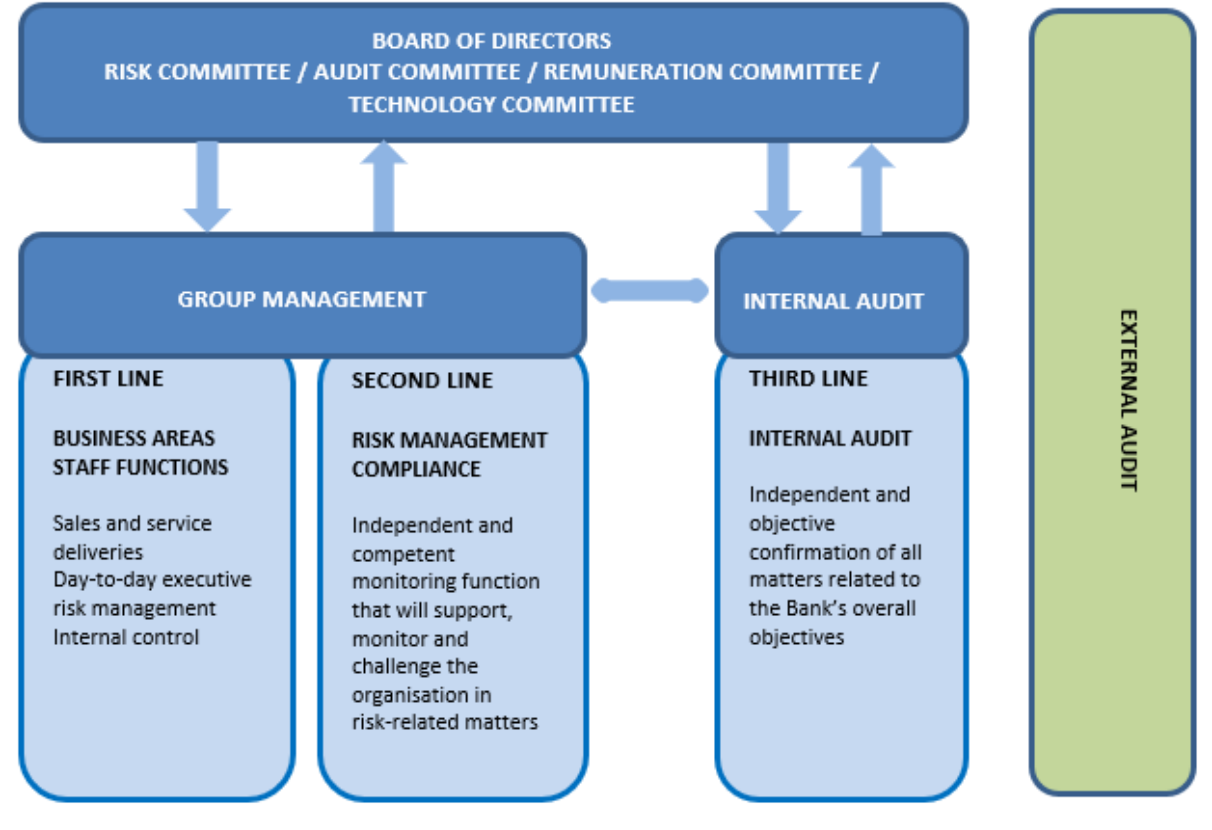 BOARD OF DIRECTORS
RISK COMMITTEE / AUDIT COMMITTEE / REMUNERATION COMMITTEE /
TECHNOLOGY COMMITTEE
GROUP MANAGEMENT
INTERNAL AUDIT
FIRST LINE
BUSINESS AREAS
STAFF FUNCTIONS
Sales and service
deliveries
Day-to-day executive
risk management
Internal control
SECOND LINE
RISK MANAGEMENT
COMPLIANCE
Independent and
competent
monitoring function
that will support,
monitor and
challenge the
organisation in
risk-related matters
THIRD LINE
INTERNAL AUDIT
Independent and
objective
confirmation of all
matters related to
the Bank’s overall
objectives
EXTERNAL AUDIT